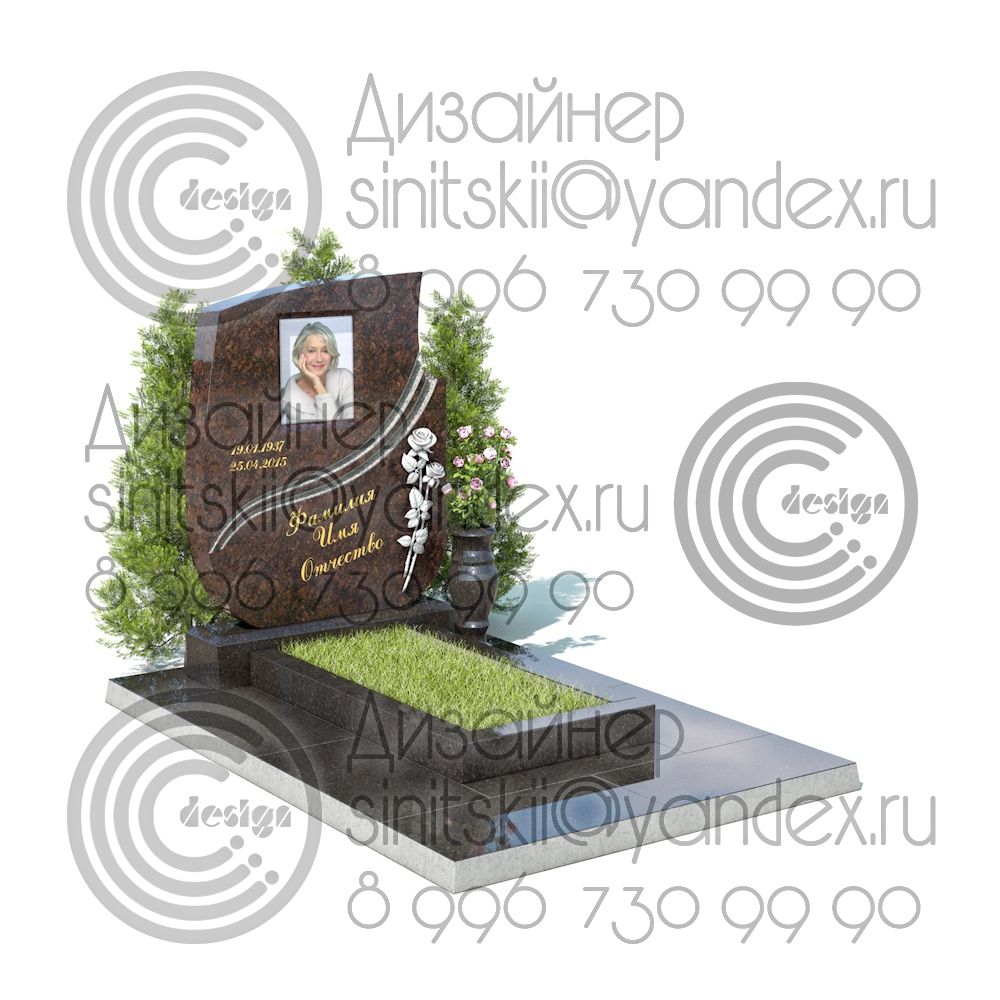 design
Дизайнер
sinitskii@yandex.ru
8 996 730 99 90
19.01.1937
25.04.2015
Фамилия
Имя
Отчество
Дизайнер
sinitskii@yandex.ru
8 996 730 99 90
design
design
Дизайнер
sinitskii@yandex.ru
8 996 730 99 90